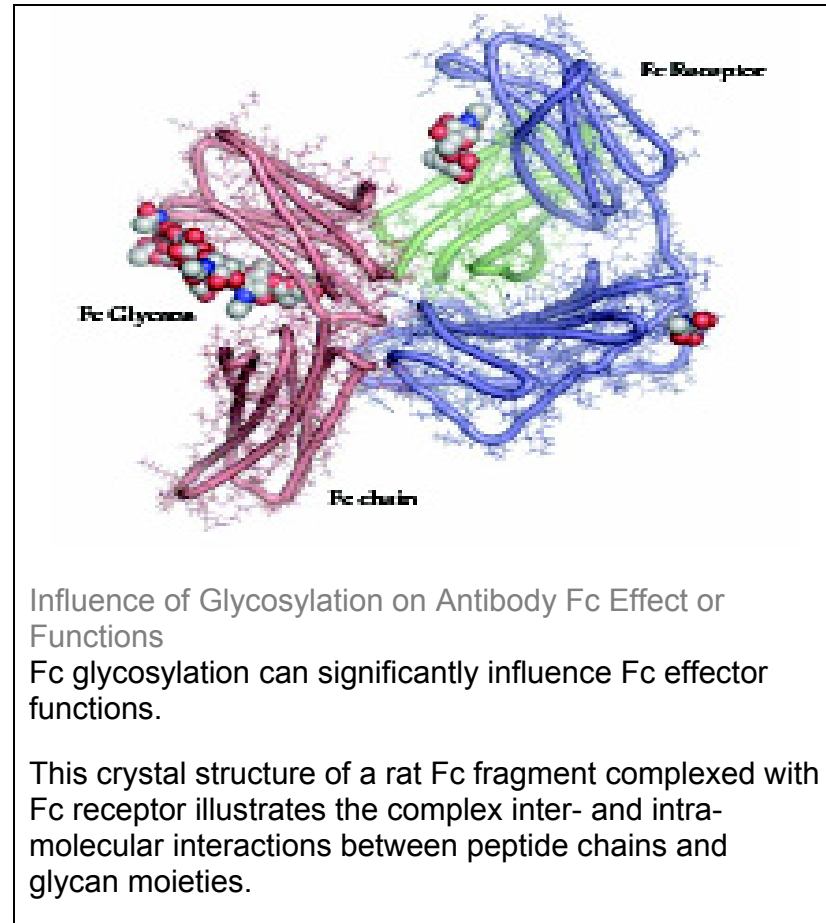 Fc Receptor
Fc Glycans
Fc chain
Influence of Glycosylation on Antibody Fc Effect or
Functions
Fc glycosylation can significantly influence Fc effector
functions.
This crystal structure of a rat Fc fragment complexed with
Fc receptor illustrates the complex inter- and intra-
molecular interactions between peptide chains and
glycan moieties.